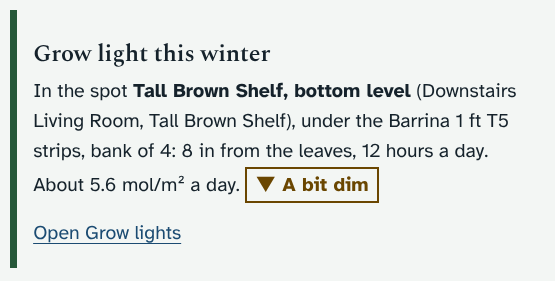 Grow light this winter
In the spot Tall Brown Shelf, bottom level (Downstairs
Living Room, Tall Brown Shelf), under the Barrina 1 ft T5
strips, bank of 4: 8 in from the leaves, 12 hours a day.
About 5.6 mol/m² a day. ▼ A bit dim
Open Grow lights